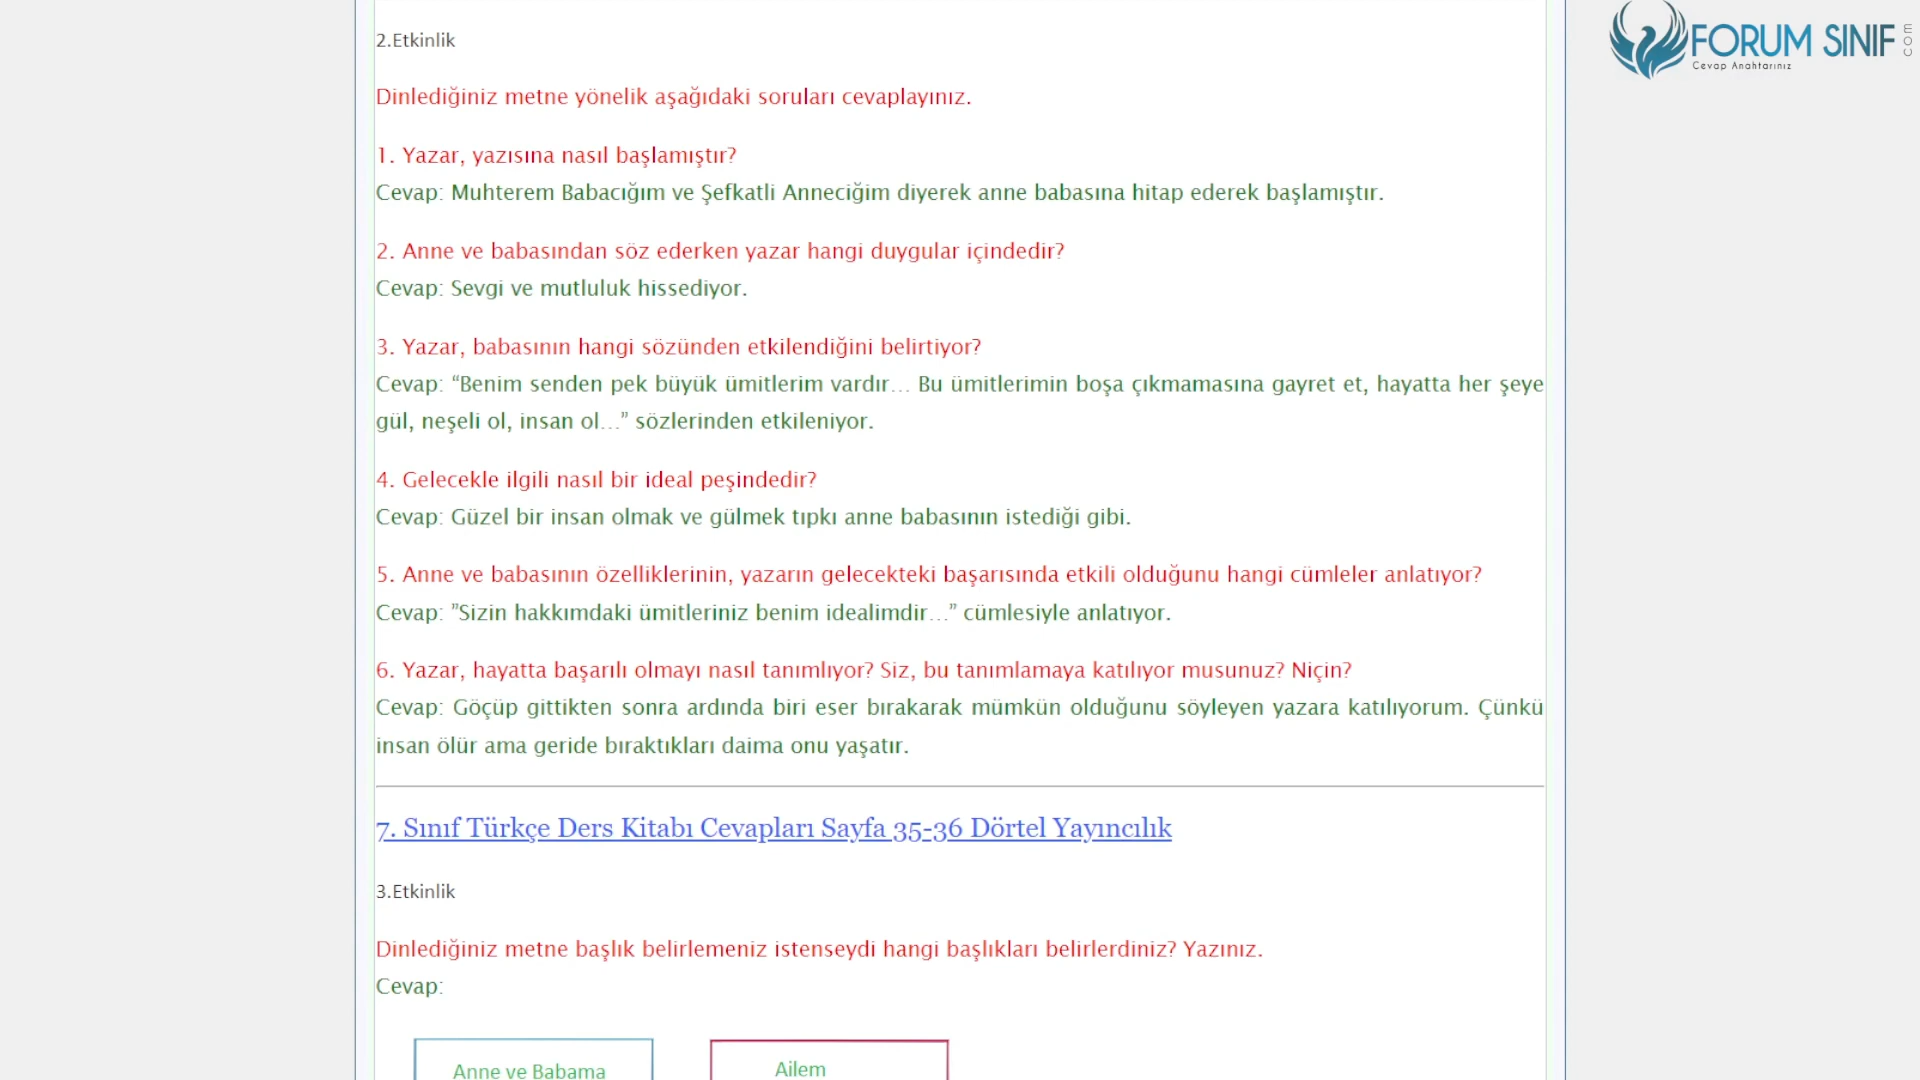 FORUM SINIF
com
Cevap Anahtarınız
2.Etkinlik
Dinlediğiniz metne yönelik aşağıdaki soruları cevaplayınız.
1. Yazar, yazısına nasıl başlamıştır?
Cevap: Muhterem Babacığım ve Şefkatli Anneciğim diyerek anne babasına hitap ederek başlamıştır.
2. Anne ve babasından söz ederken yazar hangi duygular içindedir?
Cevap: Sevgi ve mutluluk hissediyor.
3. Yazar, babasının hangi sözünden etkilendiğini belirtiyor?
Cevap: “Benim senden pek büyük ümitlerim vardır… Bu ümitlerimin boşa çıkmamasına gayret et, hayatta her şeye
gül, neşeli ol, insan ol…” sözlerinden etkileniyor.
4. Gelecekle ilgili nasıl bir ideal peşindedir?
Cevap: Güzel bir insan olmak ve gülmek tıpkı anne babasının istediği gibi.
5. Anne ve babasının özelliklerinin, yazarın gelecekteki başarısında etkili olduğunu hangi cümleler anlatıyor?
Cevap: ”Sizin hakkımdaki ümitleriniz benim idealimdir…” cümlesiyle anlatıyor.
6. Yazar, hayatta başarılı olmayı nasıl tanımlıyor? Siz, bu tanımlamaya katılıyor musunuz? Niçin?
Cevap: Göçüp gittikten sonra ardında biri eser bırakarak mümkün olduğunu söyleyen yazara katılıyorum. Çünkü
insan ölür ama geride bıraktıkları daima onu yaşatır.
7. Sınıf Türkçe Ders Kitabı Cevapları Sayfa 35-36 Dörtel Yayıncılık
3.Etkinlik
Dinlediğiniz metne başlık belirlemeniz istenseydi hangi başlıkları belirlerdiniz? Yazınız.
Cevap:
Anne ve Babama
Ailem